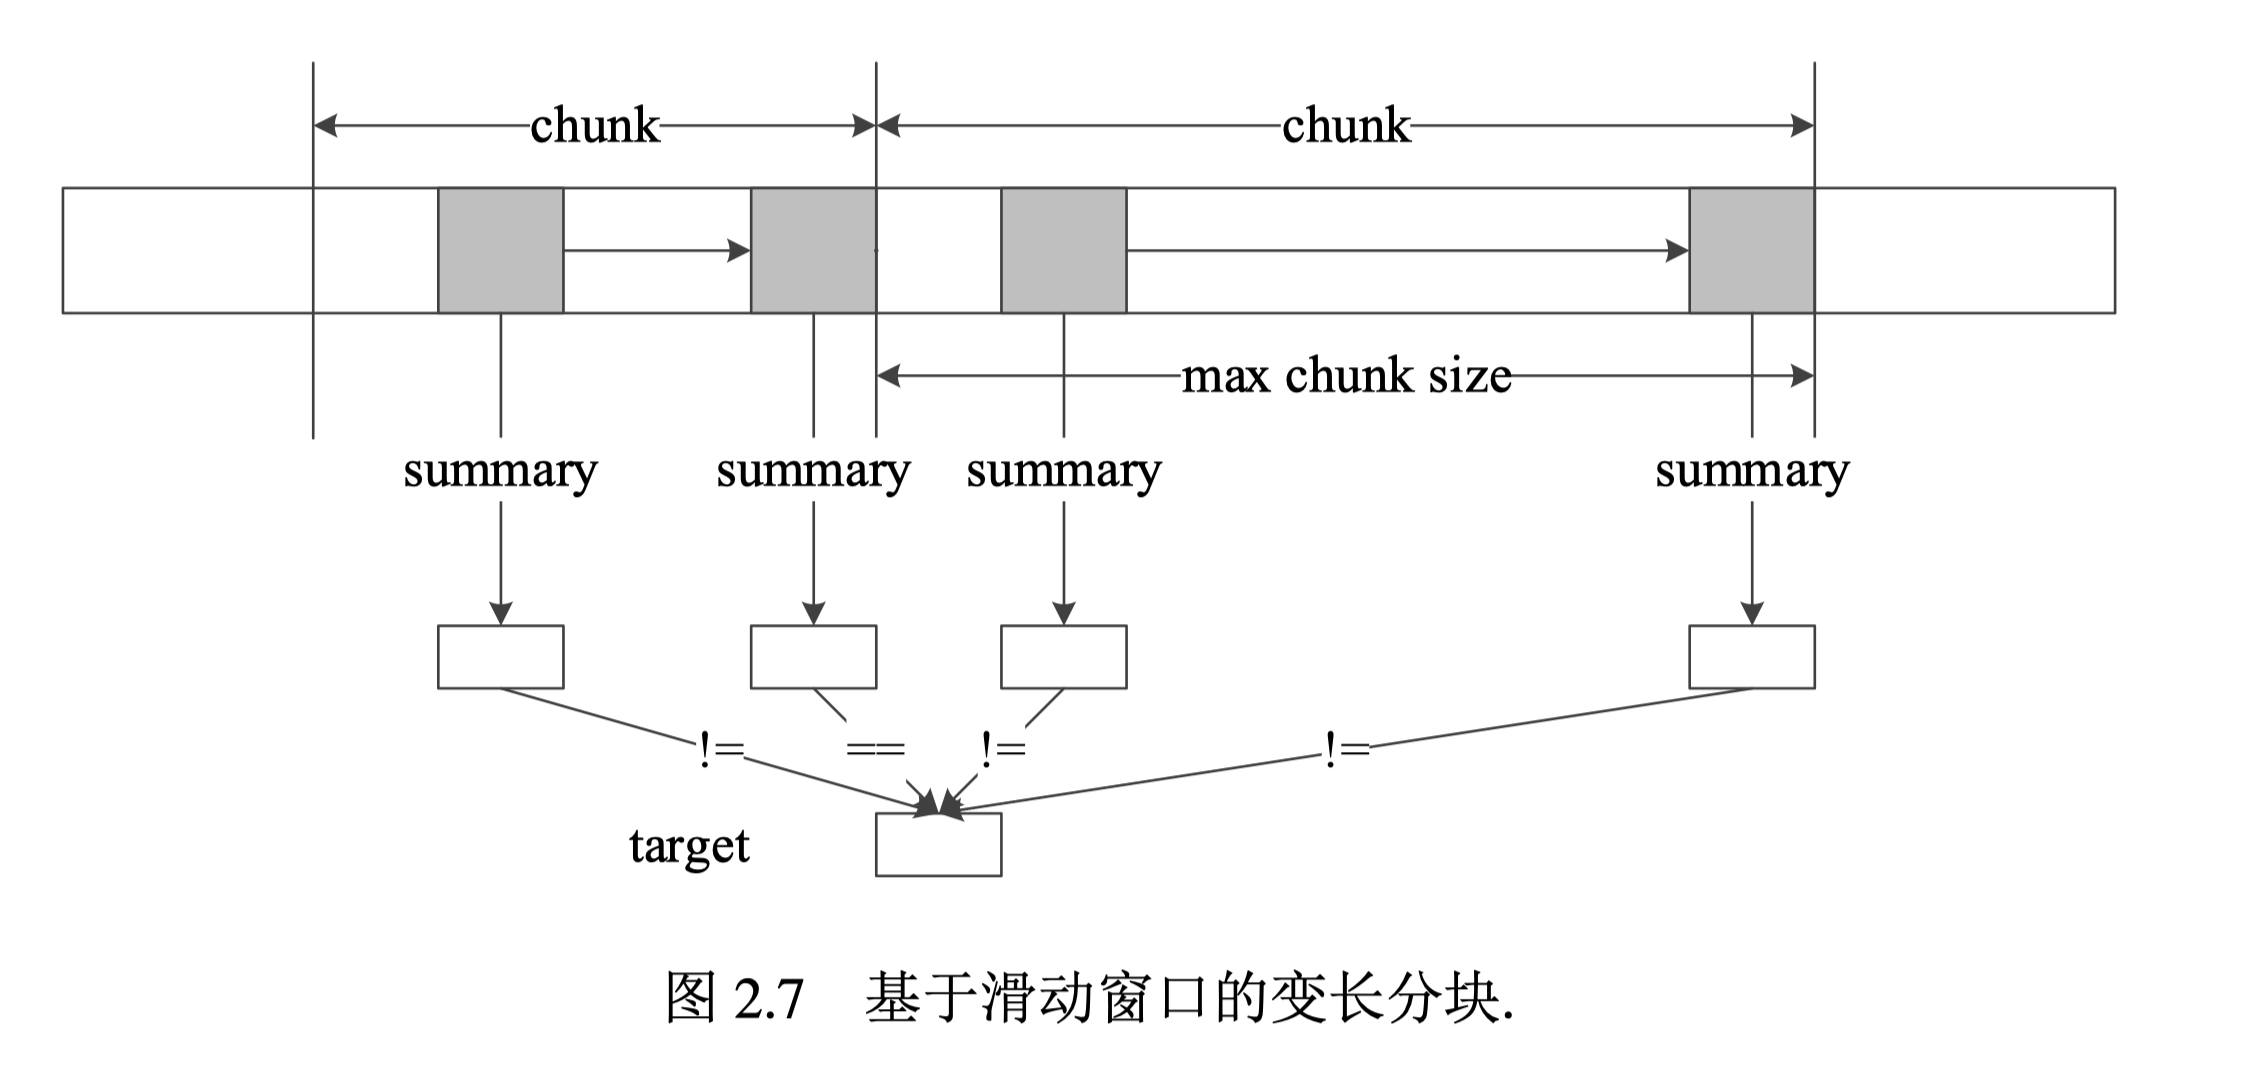 chunk chunk
max chunk size
summary summary summary summary
!= == != !=
target
图 2.7 基于滑动窗口的变长分块.